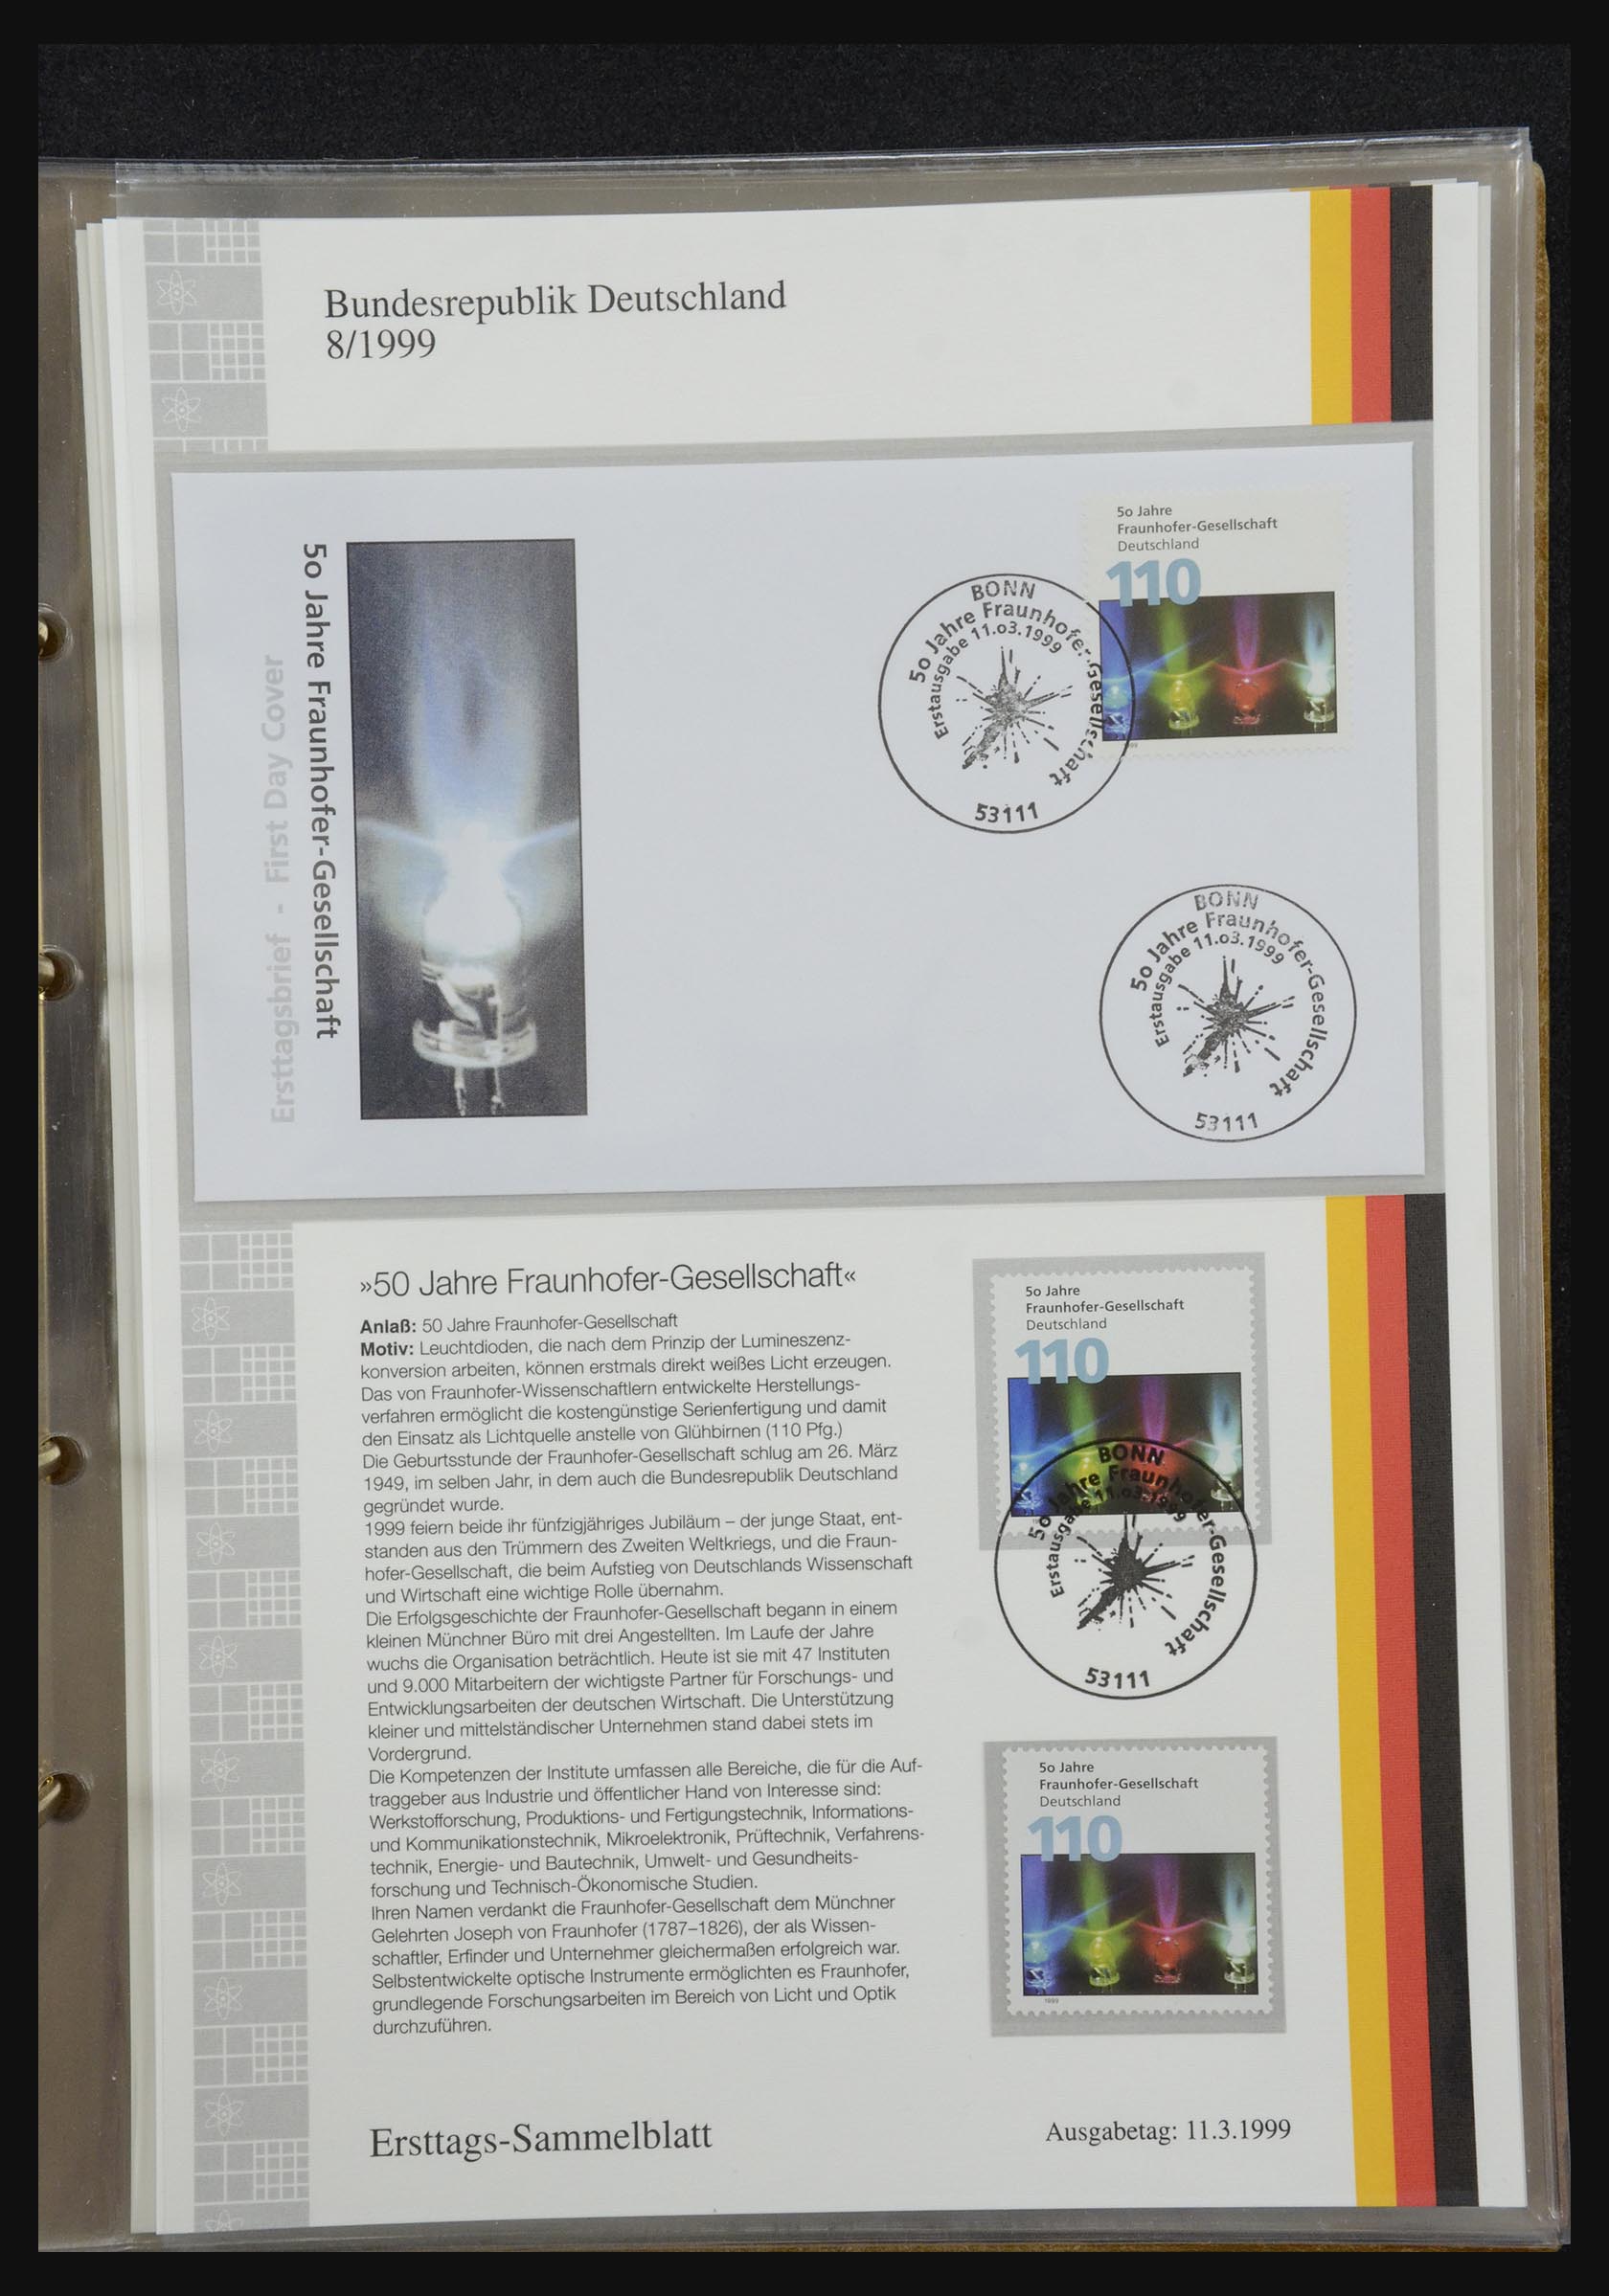 Bundesrepublik Deutschland
8/1999
50 Jahre Fraunhofer-Gesellschaft
Ersttagsbrief - First Day Cover
50 Jahre
Fraunhofer-Gesellschaft
Deutschland
110
BONN
50 Jahre Fraunhofer-Gesellschaft
Erstausgabe 11.03.1999
53111
BONN
50 Jahre Fraunhofer-Gesellschaft
Erstausgabe 11.03.1999
53111
»50 Jahre Fraunhofer-Gesellschaft«
Anlaß: 50 Jahre Fraunhofer-Gesellschaft
Motiv: Leuchtdioden, die nach dem Prinzip der Lumineszenz-
konversion arbeiten, können erstmals direkt weißes Licht erzeugen.
Das von Fraunhofer-Wissenschaftlern entwickelte Herstellungs-
verfahren ermöglicht die kostengünstige Serienfertigung und damit
den Einsatz als Lichtquelle anstelle von Glühbirnen (110 Pfg.)
Die Geburtsstunde der Fraunhofer-Gesellschaft schlug am 26. März
1949, im selben Jahr, in dem auch die Bundesrepublik Deutschland
gegründet wurde.
1999 feiern beide ihr fünfzigjähriges Jubiläum – der junge Staat, ent-
standen aus den Trümmern des Zweiten Weltkriegs, und die Fraun-
hofer-Gesellschaft, die beim Aufstieg von Deutschlands Wissenschaft
und Wirtschaft eine wichtige Rolle übernahm.
Die Erfolgsgeschichte der Fraunhofer-Gesellschaft begann in einem
kleinen Münchner Büro mit drei Angestellten. Im Laufe der Jahre
wuchs die Organisation beträchtlich. Heute ist sie mit 47 Instituten
und 9.000 Mitarbeitern der wichtigste Partner für Forschungs- und
Entwicklungsarbeiten der deutschen Wirtschaft. Die Unterstützung
kleiner und mittelständischer Unternehmen stand dabei stets im
Vordergrund.
Die Kompetenzen der Institute umfassen alle Bereiche, die für die Auf-
traggeber aus Industrie und öffentlicher Hand von Interesse sind:
Werkstofforschung, Produktions- und Fertigungstechnik, Informations-
und Kommunikationstechnik, Mikroelektronik, Prüftechnik, Verfahrens-
technik, Energie- und Bautechnik, Umwelt- und Gesundheits-
forschung und Technisch-Ökonomische Studien.
Ihren Namen verdankt die Fraunhofer-Gesellschaft dem Münchner
Gelehrten Joseph von Fraunhofer (1787–1826), der als Wissen-
schaftler, Erfinder und Unternehmer gleichermaßen erfolgreich war.
Selbstentwickelte optische Instrumente ermöglichten es Fraunhofer,
grundlegende Forschungsarbeiten im Bereich von Licht und Optik
durchzuführen.
50 Jahre
Fraunhofer-Gesellschaft
Deutschland
110
BONN
50 Jahre Fraunhofer-Gesellschaft
Erstausgabe 11.03.1999
53111
50 Jahre
Fraunhofer-Gesellschaft
Deutschland
110
1999
Ersttags-Sammelblatt
Ausgabetag: 11.3.1999